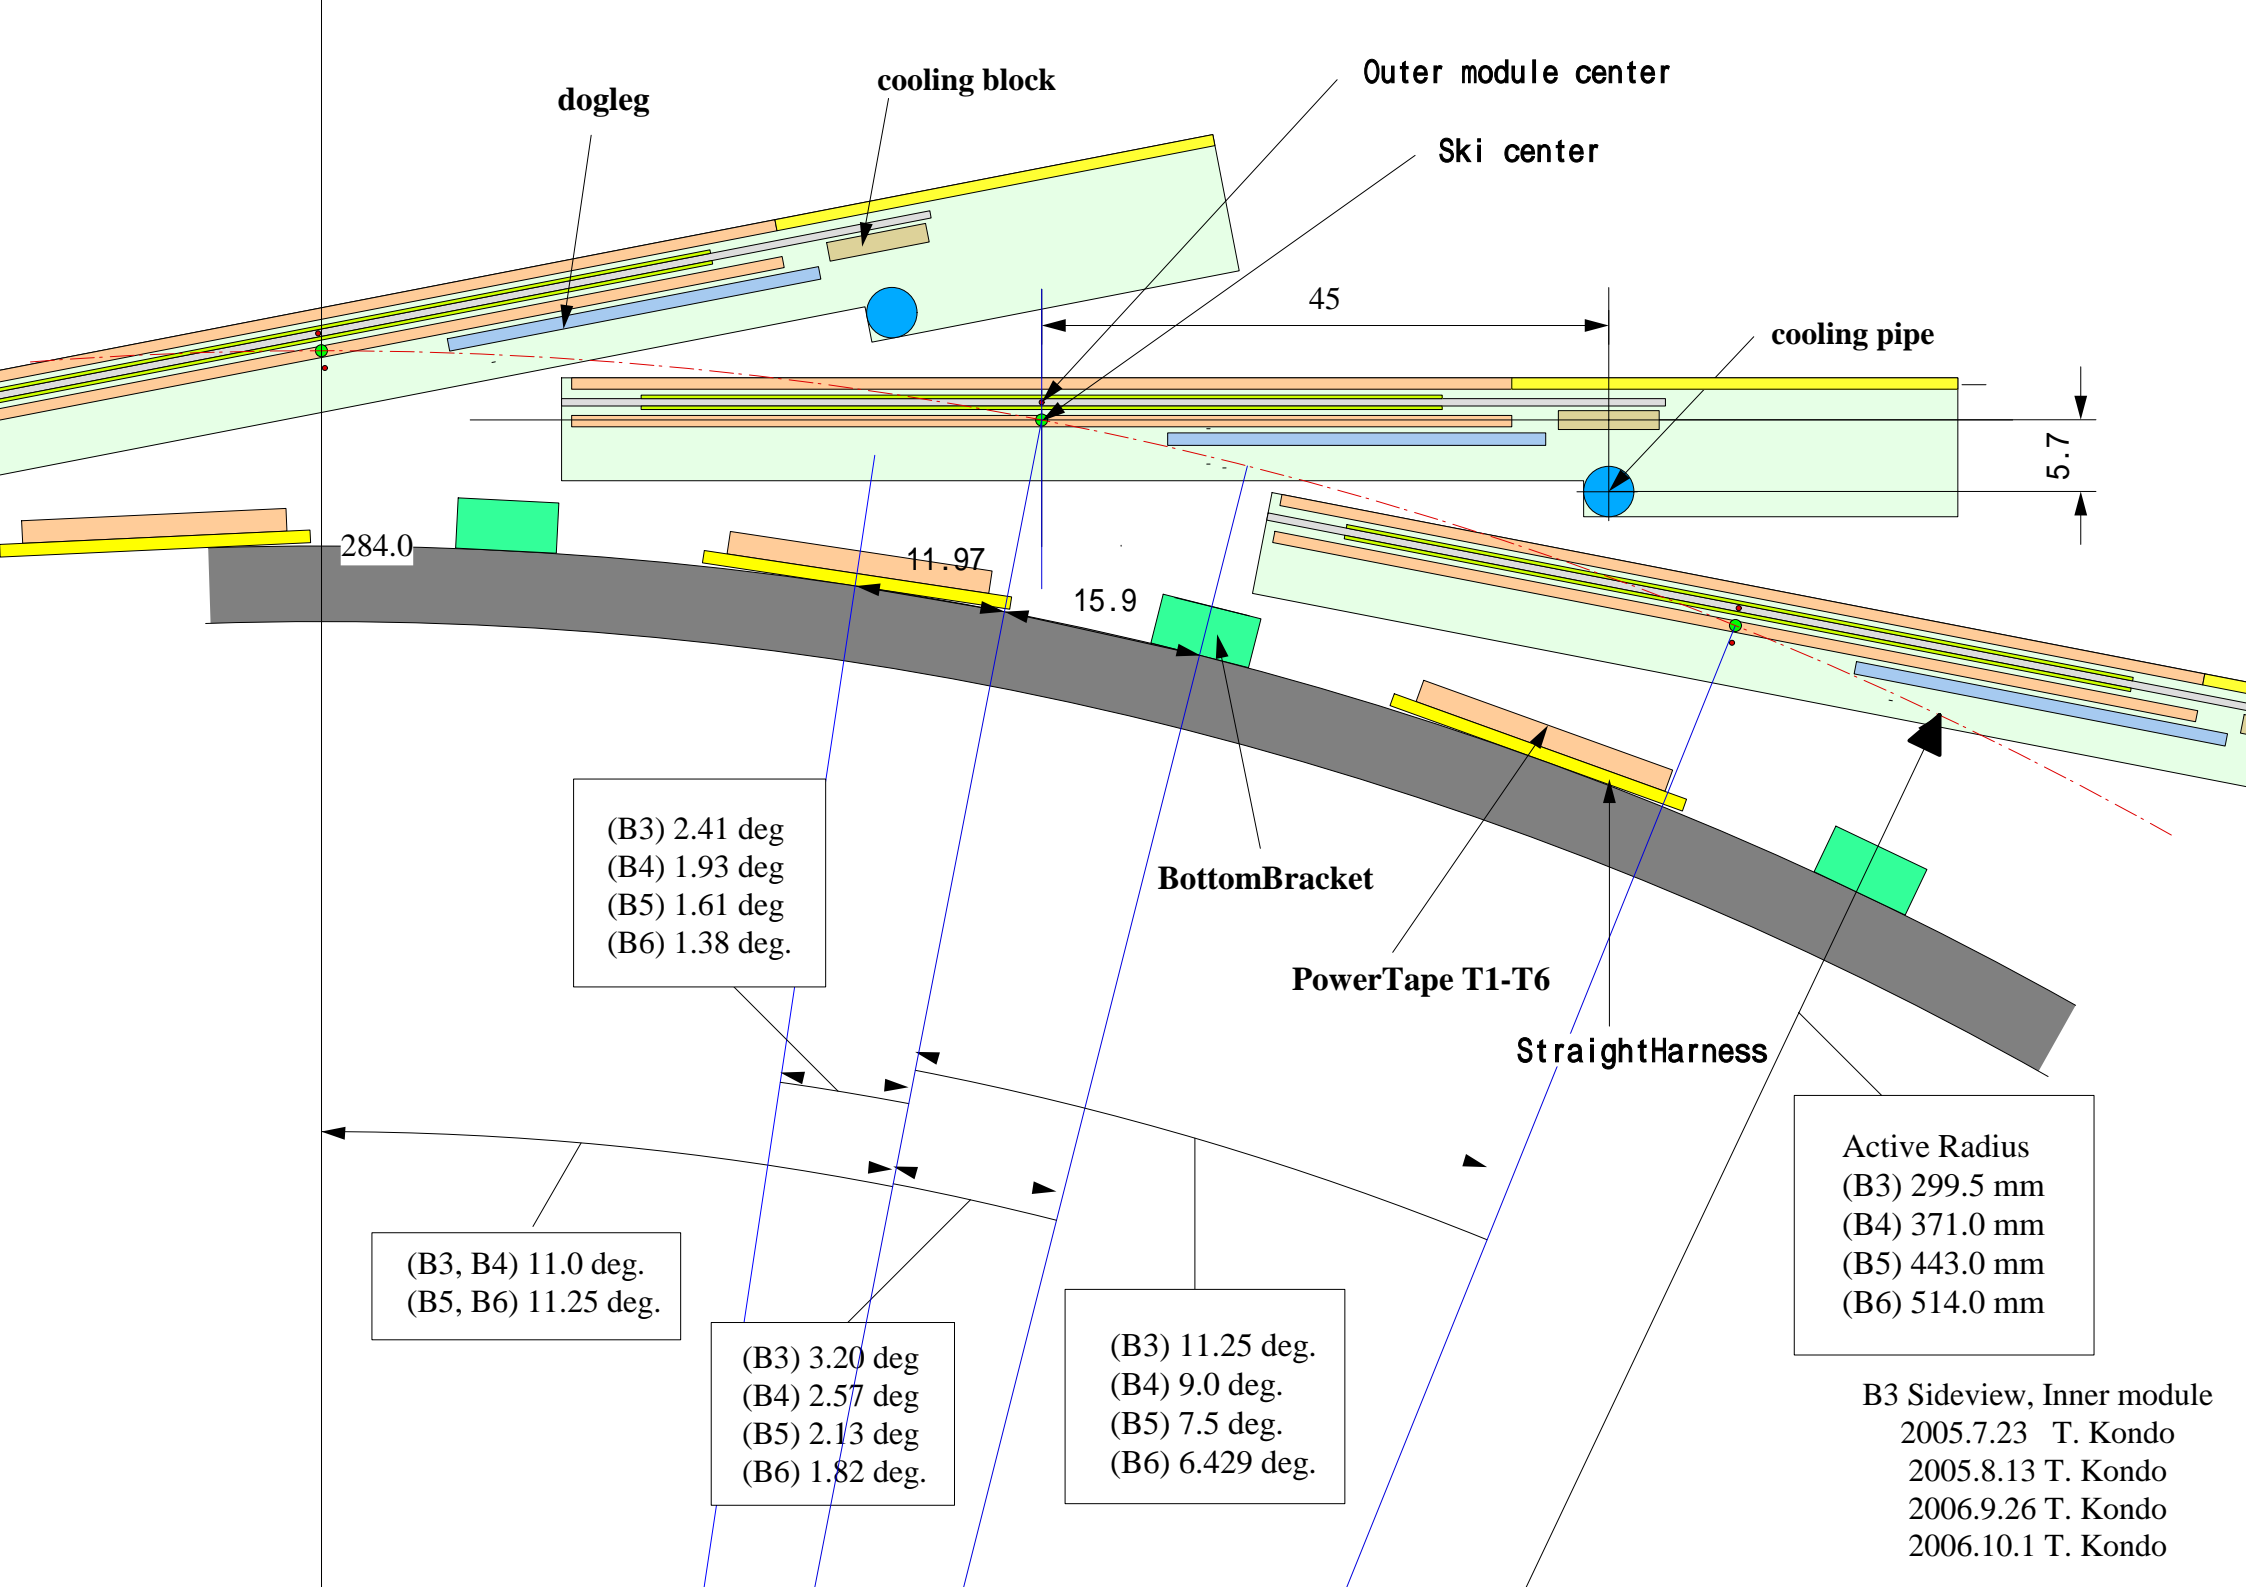 Outer module center
cooling block
dogleg
Ski center
45
cooling pipe
5.7
284.0
11.97
15.9
(B3) 2.41 deg
(B4) 1.93 deg
(B5) 1.61 deg
(B6) 1.38 deg.
BottomBracket
PowerTape T1-T6
StraightHarness
Active Radius
(B3) 299.5 mm
(B4) 371.0 mm
(B5) 443.0 mm
(B6) 514.0 mm
(B3, B4) 11.0 deg.
(B5, B6) 11.25 deg.
(B3) 3.20 deg
(B4) 2.57 deg
(B5) 2.13 deg
(B6) 1.82 deg.
(B3) 11.25 deg.
(B4) 9.0 deg.
(B5) 7.5 deg.
(B6) 6.429 deg.
B3 Sideview, Inner module
2005.7.23 T. Kondo
2005.8.13 T. Kondo
2006.9.26 T. Kondo
2006.10.1 T. Kondo